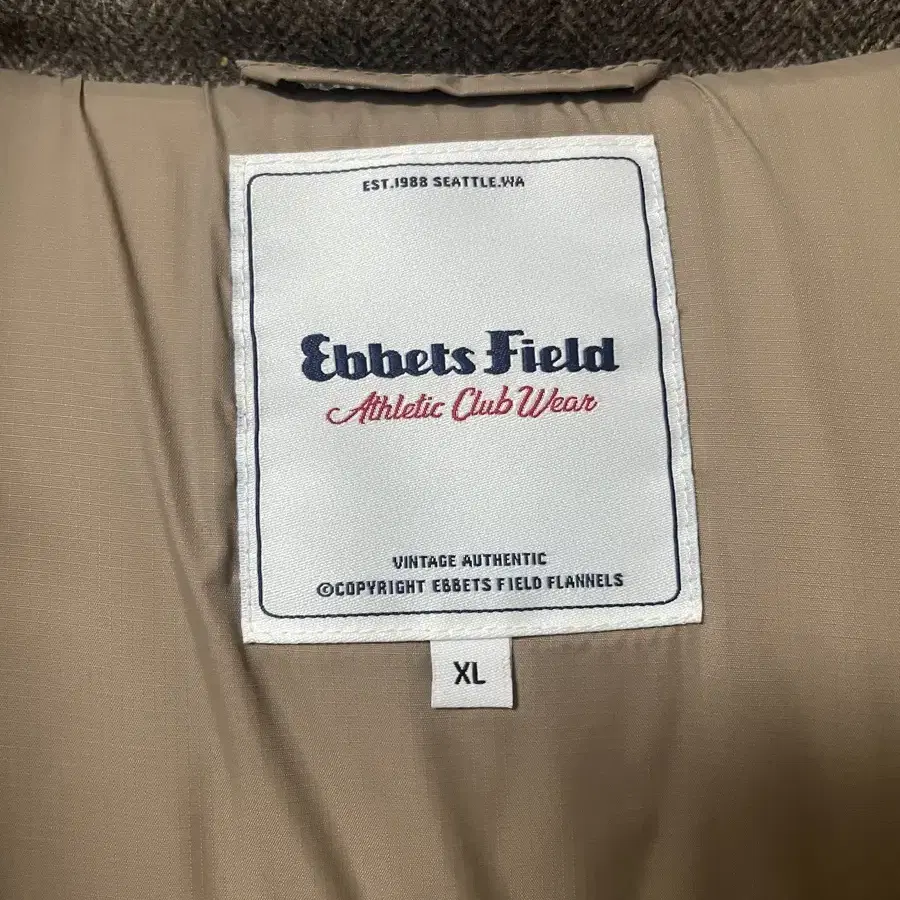 EST.1988 SEATTLE.WA
Ebbets Field
Athletic Club Wear
VINTAGE AUTHENTIC
©COPYRIGHT EBBETS FIELD FLANNELS
XL